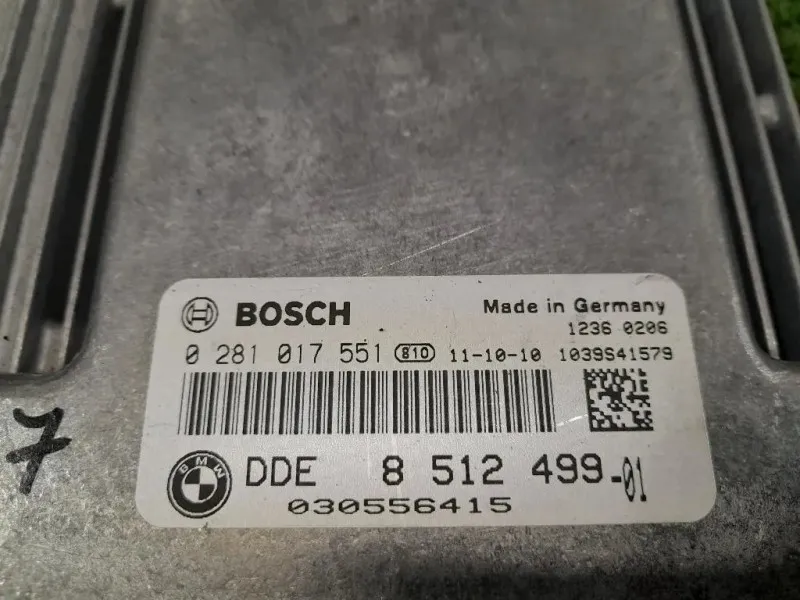 BOSCH Made in Germany
1236 0206
0 281 017 551 810 11-10-10 1039S41579
BMW DDE 8 512 499-01
030556415
7